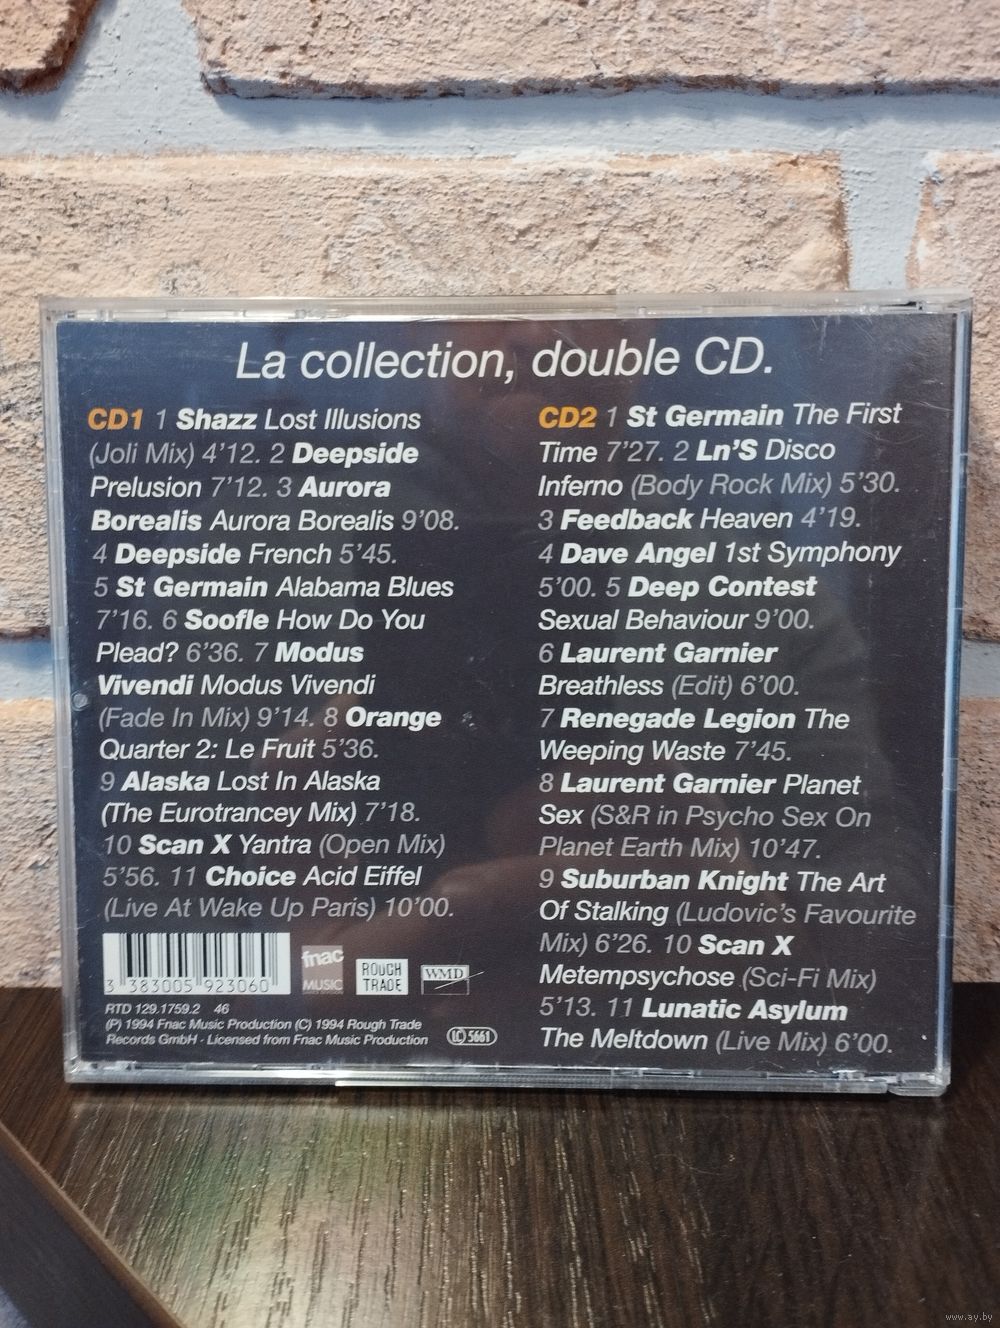 La collection, double CD.
CD1 1 Shazz Lost Illusions
(Joli Mix) 4'12. 2 Deepside
Prelusion 7'12. 3 Aurora
Borealis Aurora Borealis 9'08.
4 Deepside French 5'45.
5 St Germain Alabama Blues
7'16. 6 Soofle How Do You
Plead? 6'36. 7 Modus
Vivendi Modus Vivendi
(Fade In Mix) 9'14. 8 Orange
Quarter 2: Le Fruit 5'36.
9 Alaska Lost In Alaska
(The Eurotrancey Mix) 7'18.
10 Scan X Yantra (Open Mix)
5'56. 11 Choice Acid Eiffel
(Live At Wake Up Paris) 10'00.
3 383005 923060
fnac
MUSIC
ROUGH
TRADE
WMD
RTD 129.1759.2 46
(P) 1994 Fnac Music Production (C) 1994 Rough Trade
Records GmbH - Licensed from Fnac Music Production
LC 5661
CD2 1 St Germain The First
Time 7'27. 2 Ln'S Disco
Inferno (Body Rock Mix) 5'30.
3 Feedback Heaven 4'19.
4 Dave Angel 1st Symphony
5'00. 5 Deep Contest
Sexual Behaviour 9'00.
6 Laurent Garnier
Breathless (Edit) 6'00.
7 Renegade Legion The
Weeping Waste 7'45.
8 Laurent Garnier Planet
Sex (S&R in Psycho Sex On
Planet Earth Mix) 10'47.
9 Suburban Knight The Art
Of Stalking (Ludovic's Favourite
Mix) 6'26. 10 Scan X
Metempsychose (Sci-Fi Mix)
5'13. 11 Lunatic Asylum
The Meltdown (Live Mix) 6'00.
www.ay.by